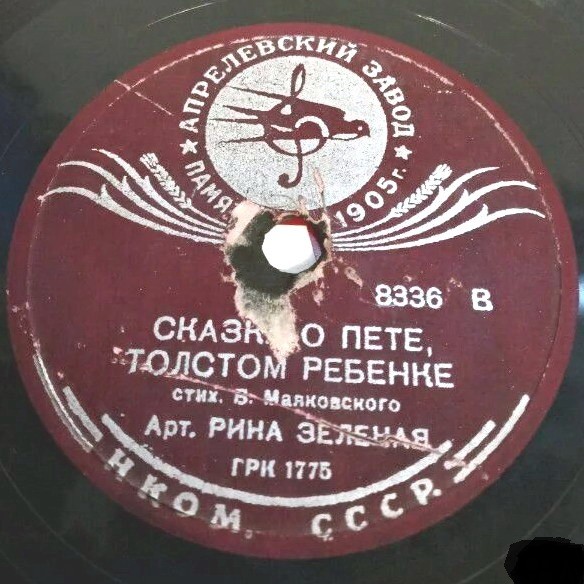 ★ АПРЕЛЕВСКИЙ ЗАВОД ★
1905г.
8336 В
О ПЕТЕ,
ТОЛСТОМ РЕБЕНКЕ
стих. В. Маяковского
Арт. РИНА ЗЕЛЕНАЯ
ГРК 1775
НКОМ. СССР.